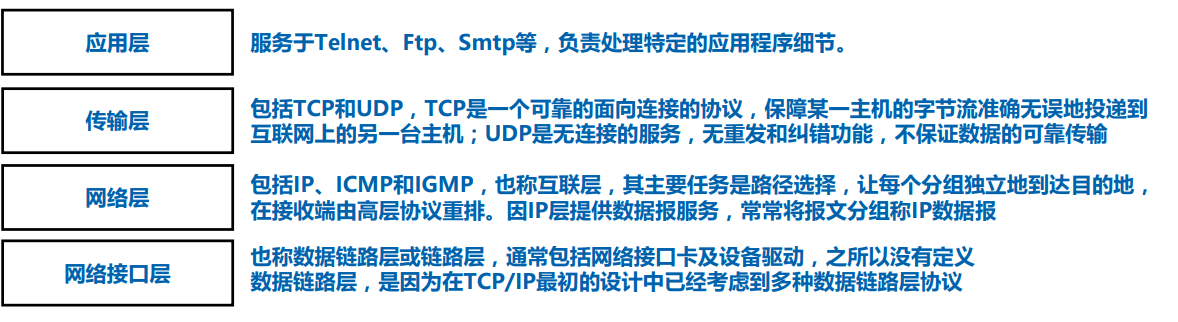 应用层
服务于Telnet、Ftp、Smtp等，负责处理特定的应用程序细节。
传输层
包括TCP和UDP，TCP是一个可靠的面向连接的协议，保障某一主机的字节流准确无误地投递到
互联网上的另一台主机；UDP是无连接的服务，无重发和纠错功能，不保证数据的可靠传输
网络层
包括IP、ICMP和IGMP，也称互联层，其主要任务是路径选择，让每个分组独立地到达目的地，
在接收端由高层协议重排。因IP层提供数据报服务，常常将报文分组称IP数据报
网络接口层
也称数据链路层或链路层，通常包括网络接口卡及设备驱动，之所以没有定义
数据链路层，是因为在TCP/IP最初的设计中已经考虑到多种数据链路层协议